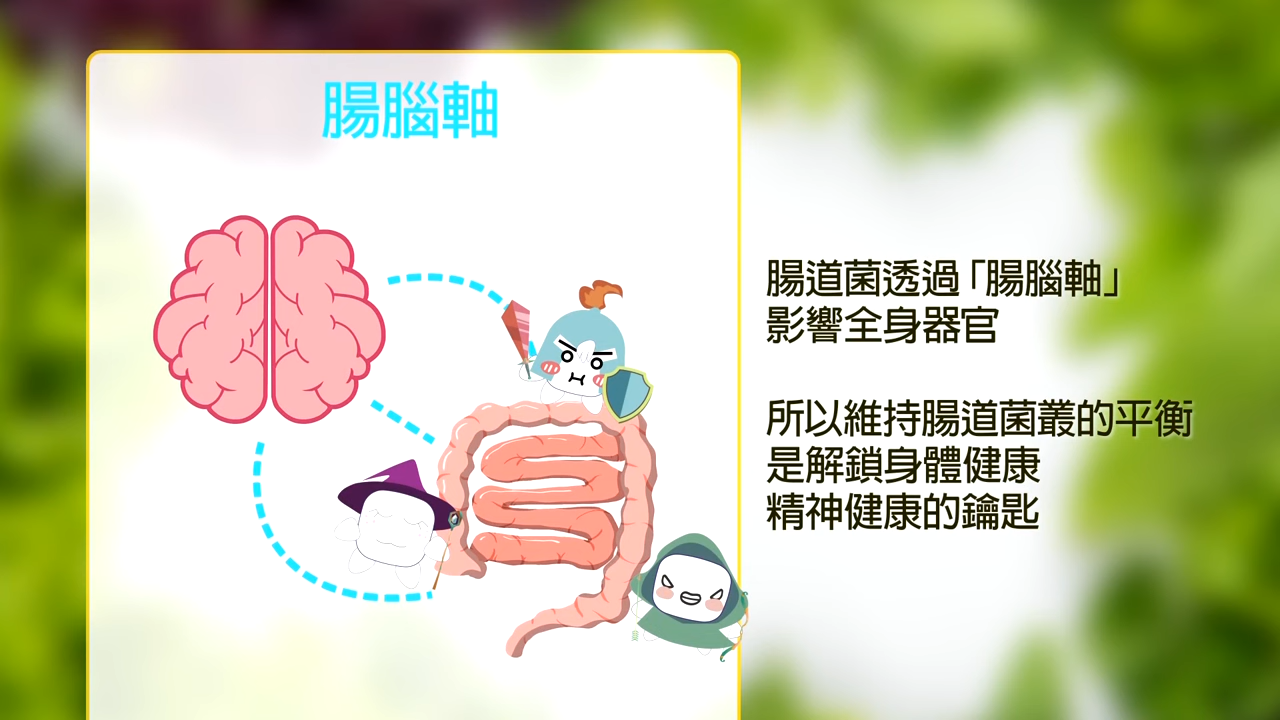 腸腦軸
腸道菌透過「腸腦軸」
影響全身器官
所以維持腸道菌叢的平衡
是解鎖身體健康
精神健康的鑰匙